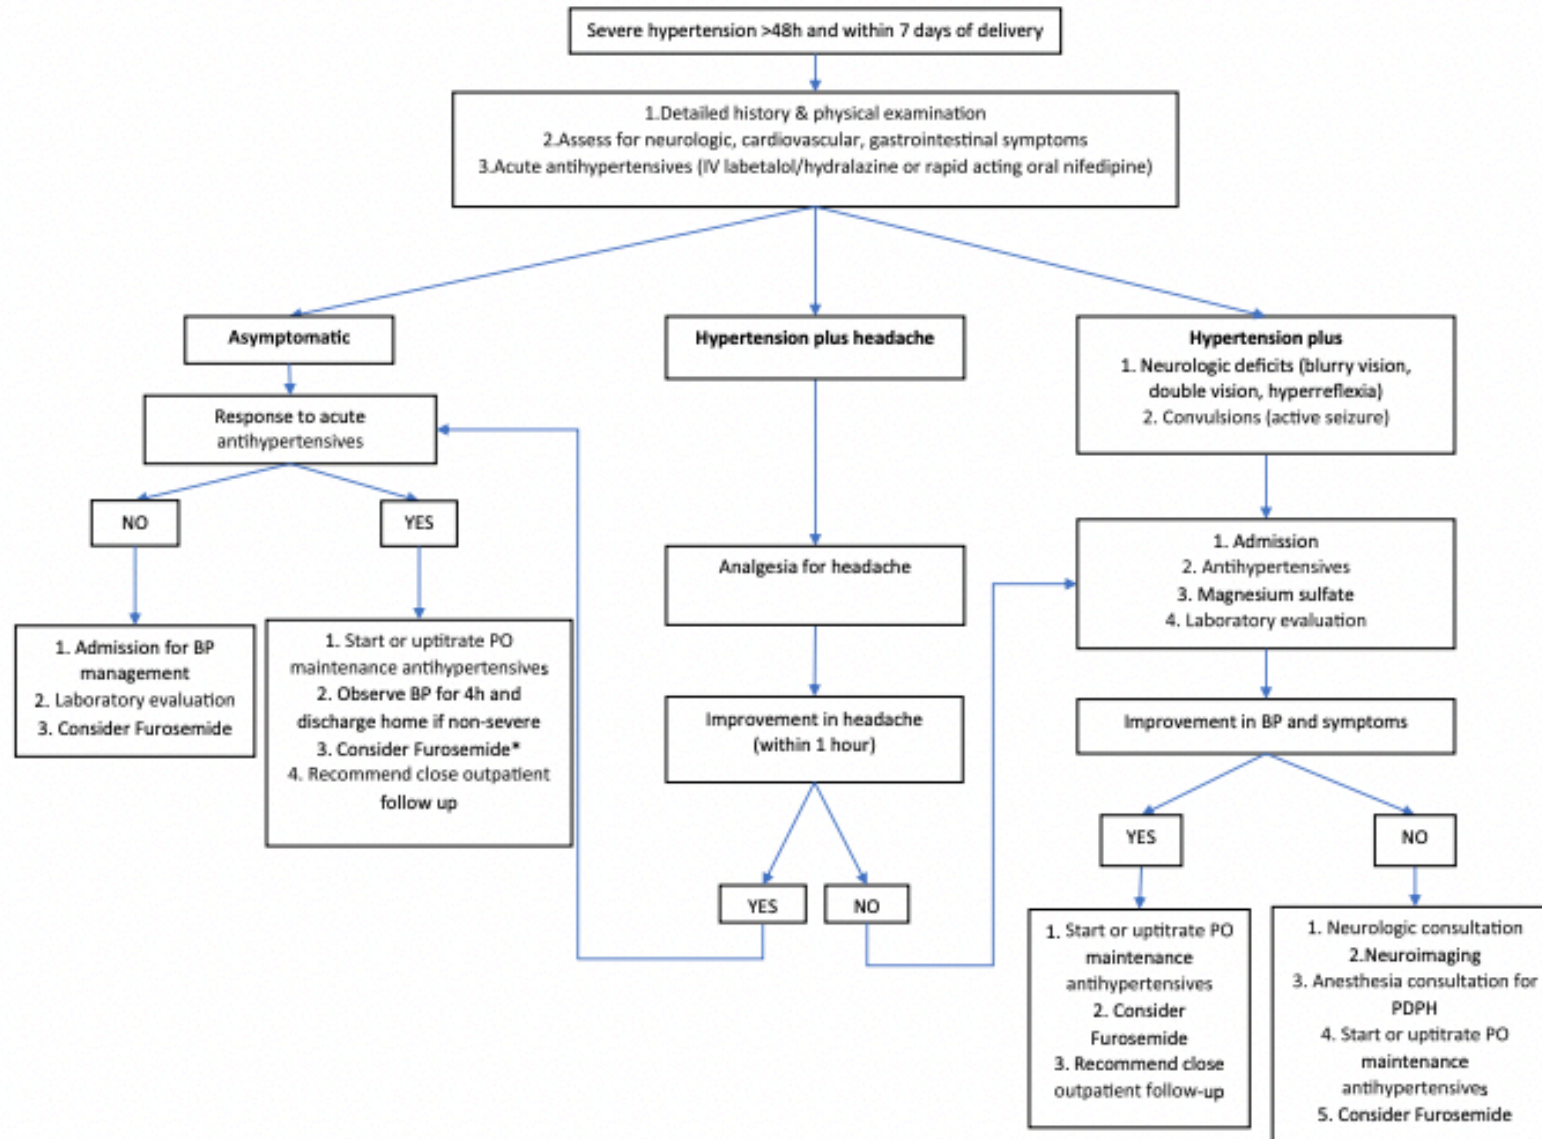 Severe hypertension >48h and within 7 days of delivery
1.Detailed history & physical examination
2.Assess for neurologic, cardiovascular, gastrointestinal symptoms
3.Acute antihypertensives (IV labetalol/hydralazine or rapid acting oral nifedipine)
Asymptomatic
Response to acute
antihypertensives
NO
YES
1. Admission for BP
management
2. Laboratory evaluation
3. Consider Furosemide
1. Start or uptitrate PO
maintenance antihypertensives
2. Observe BP for 4h and
discharge home if non-severe
3. Consider Furosemide*
4. Recommend close outpatient
follow up
Hypertension plus headache
Analgesia for headache
Improvement in headache
(within 1 hour)
YES
NO
Hypertension plus
1. Neurologic deficits (blurry vision,
double vision, hyperreflexia)
2. Convulsions (active seizure)
1. Admission
2. Antihypertensives
3. Magnesium sulfate
4. Laboratory evaluation
Improvement in BP and symptoms
YES
NO
1. Start or uptitrate PO
maintenance
antihypertensives
2. Consider
Furosemide
3. Recommend close
outpatient follow-up
1. Neurologic consultation
2.Neuroimaging
3. Anesthesia consultation for
PDPH
4. Start or uptitrate PO
maintenance
antihypertensives
5. Consider Furosemide